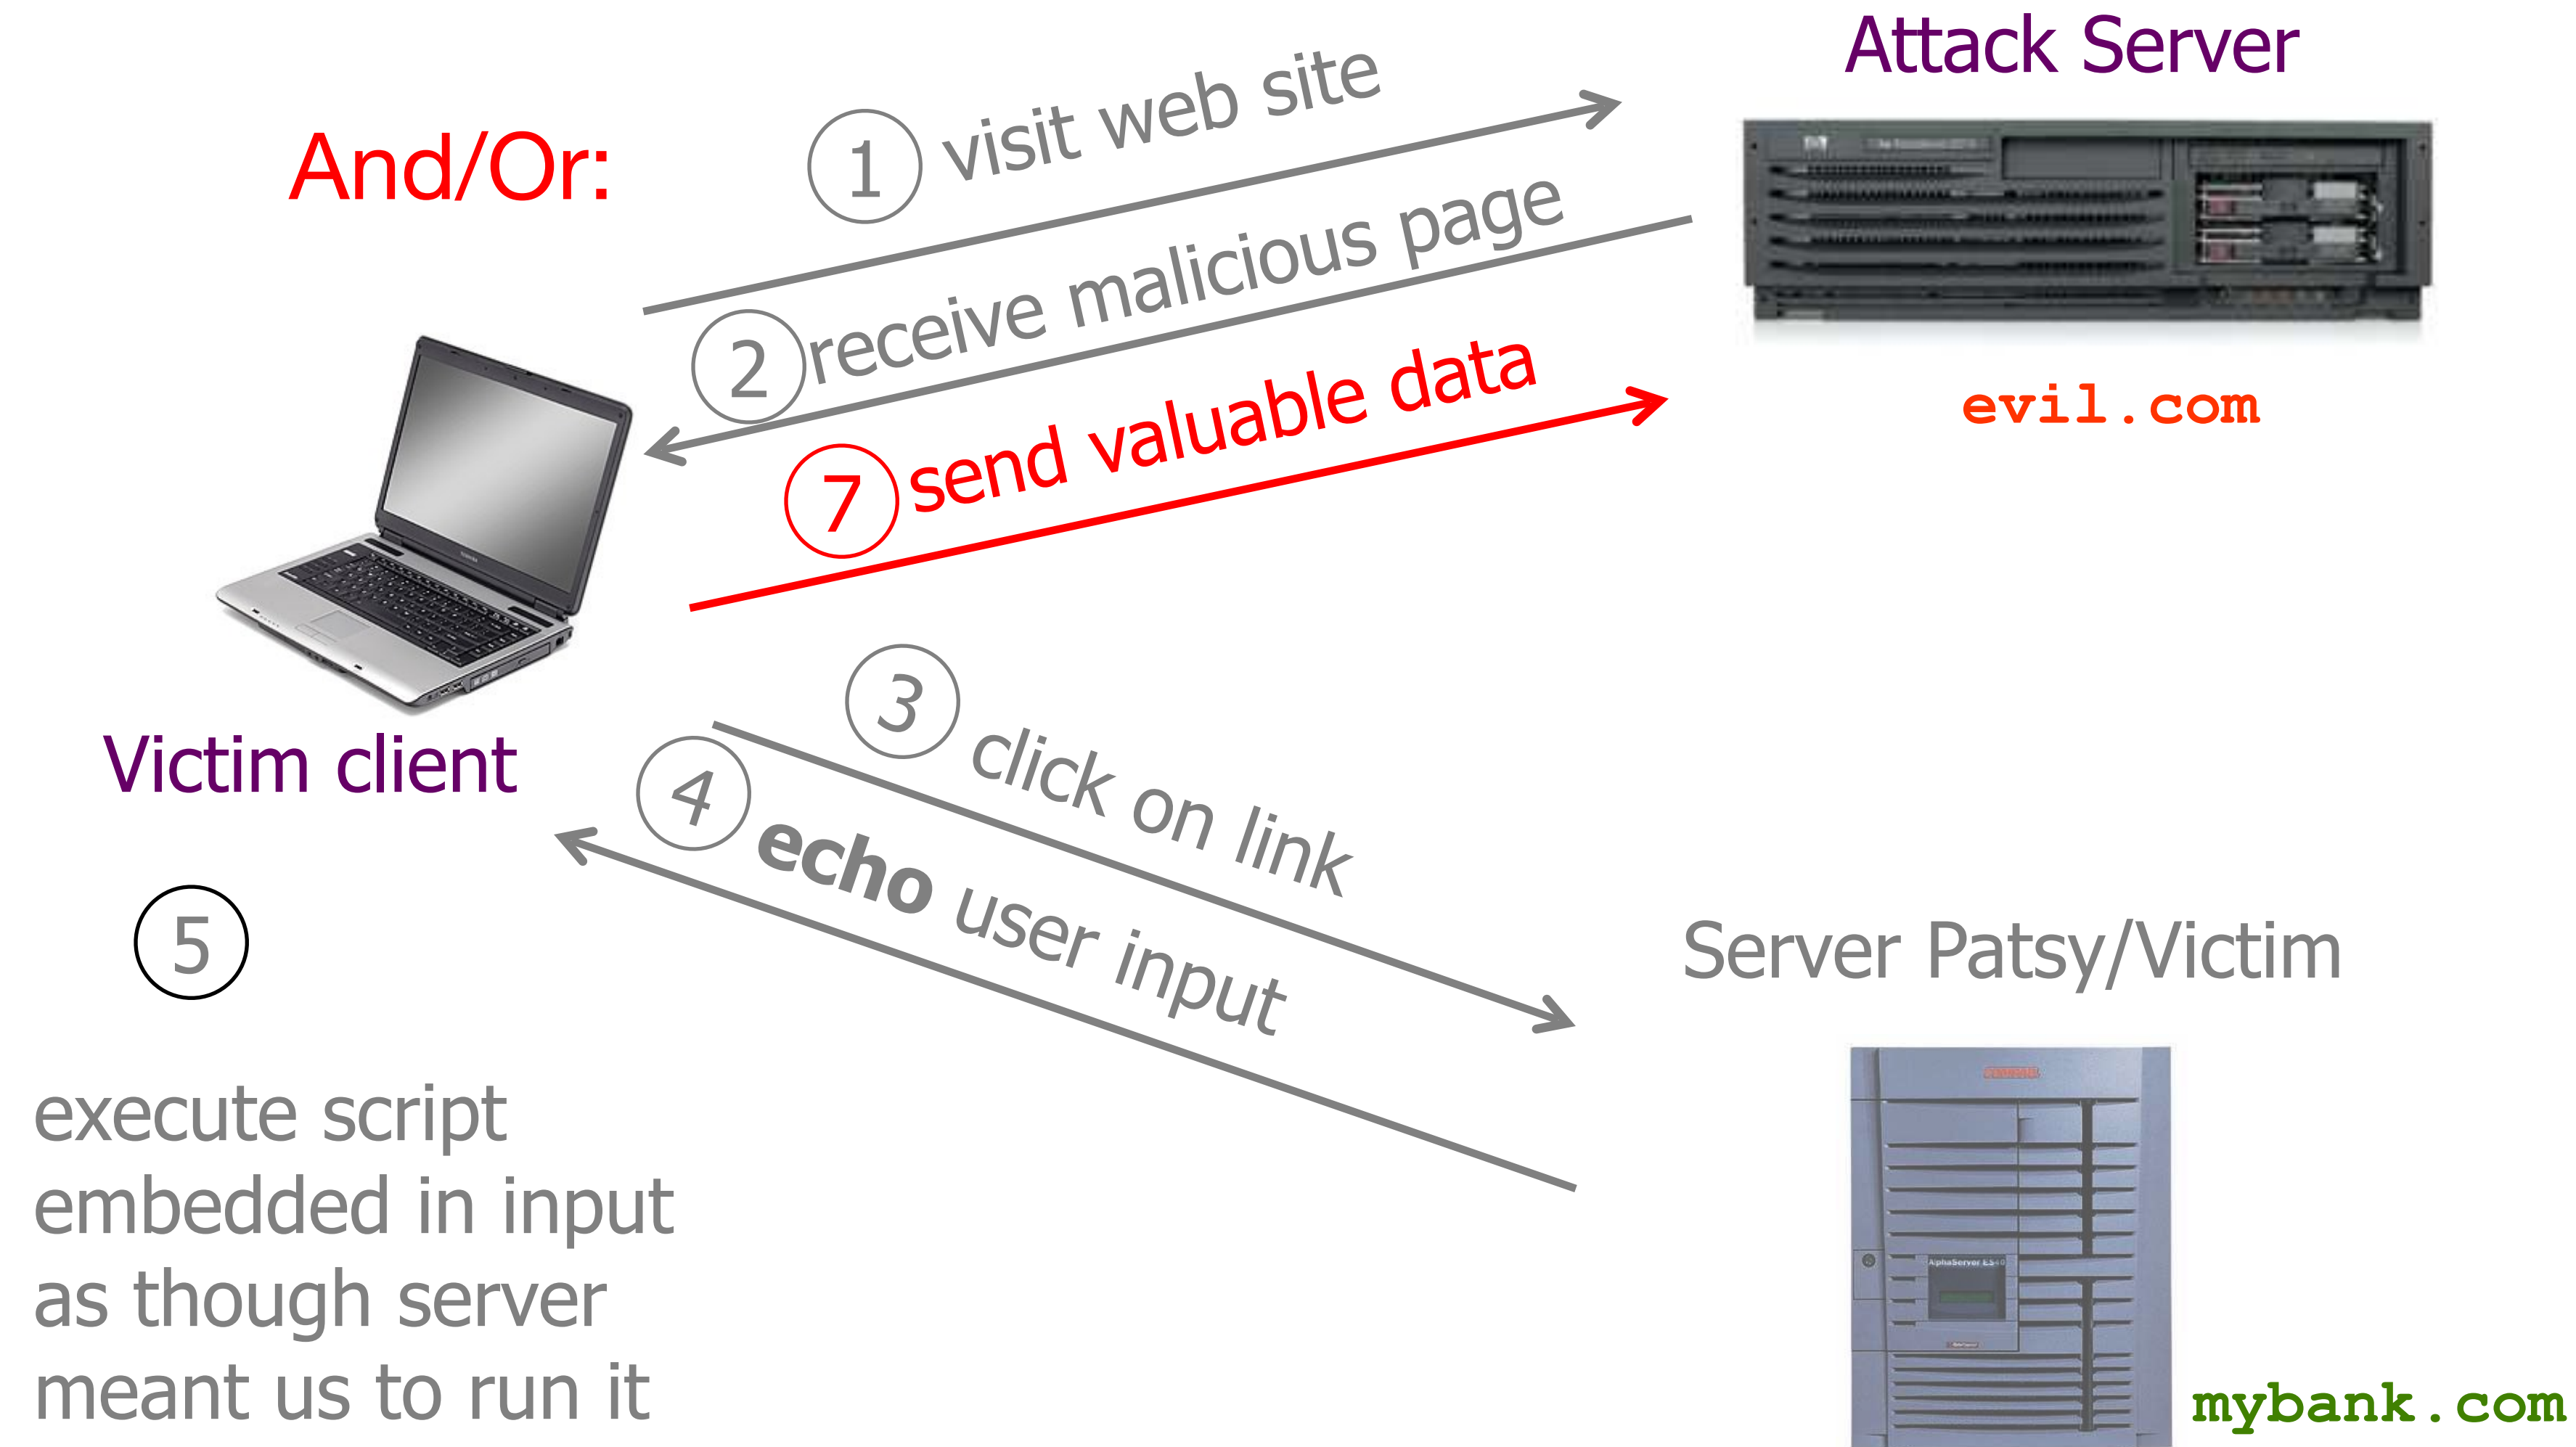 Attack Server
And/Or:
1 visit web site
2 receive malicious page
evil.com
7 send valuable data
3 click on link
Victim client
4 echo user input
5
Server Patsy/Victim
execute script
embedded in input
as though server
meant us to run it
AlphaServer ES40
mybank.com